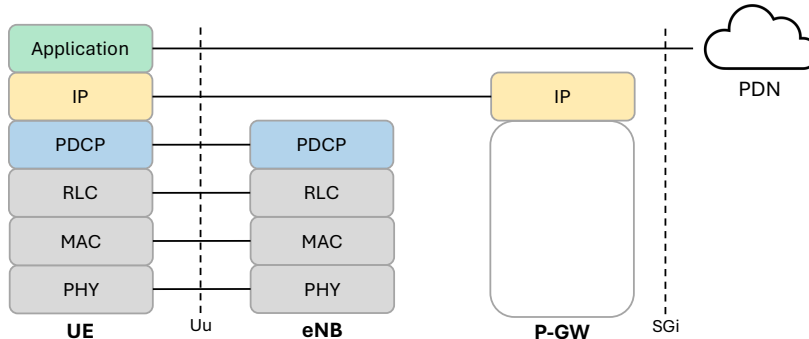 Application
PDN
IP
IP
PDCP
PDCP
RLC
RLC
MAC
MAC
PHY
PHY
UE
Uu
eNB
P-GW
SGi